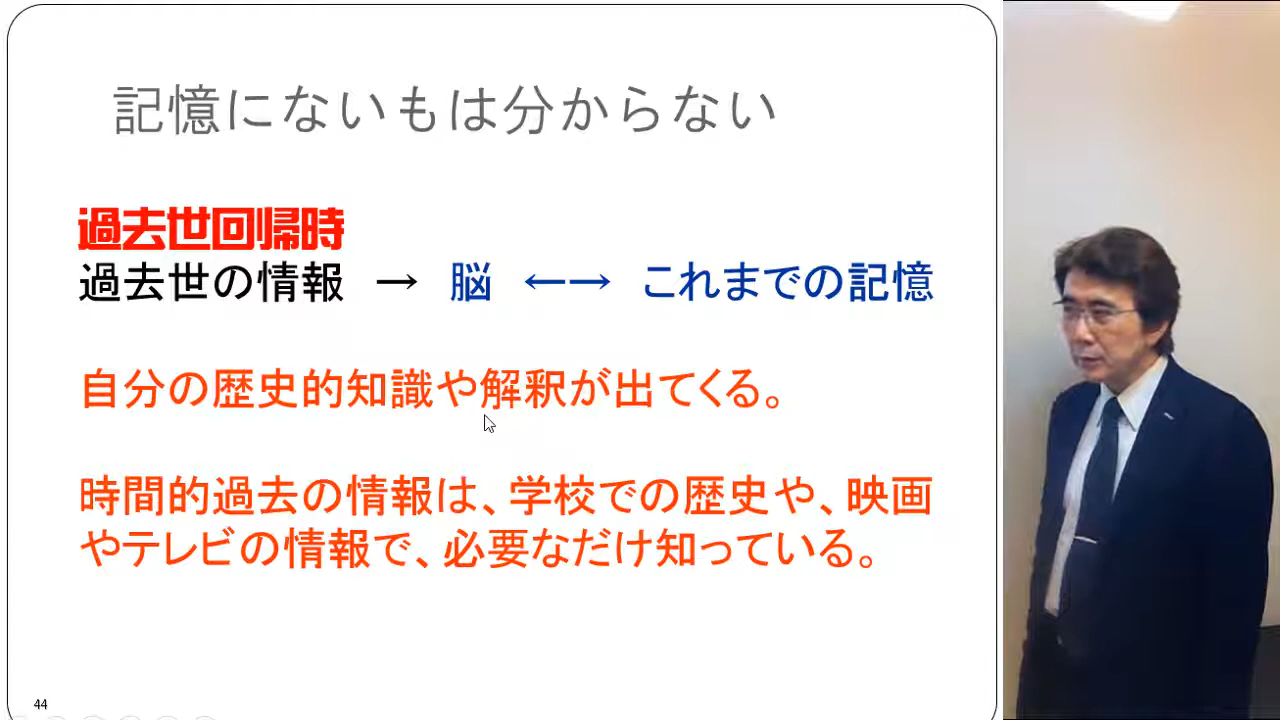 記憶にないもは分からない
過去世回帰時
過去世の情報 → 脳 ←→ これまでの記憶
自分の歴史的知識や解釈が出てくる。
時間的過去の情報は、学校での歴史や、映画
やテレビの情報で、必要なだけ知っている。
44